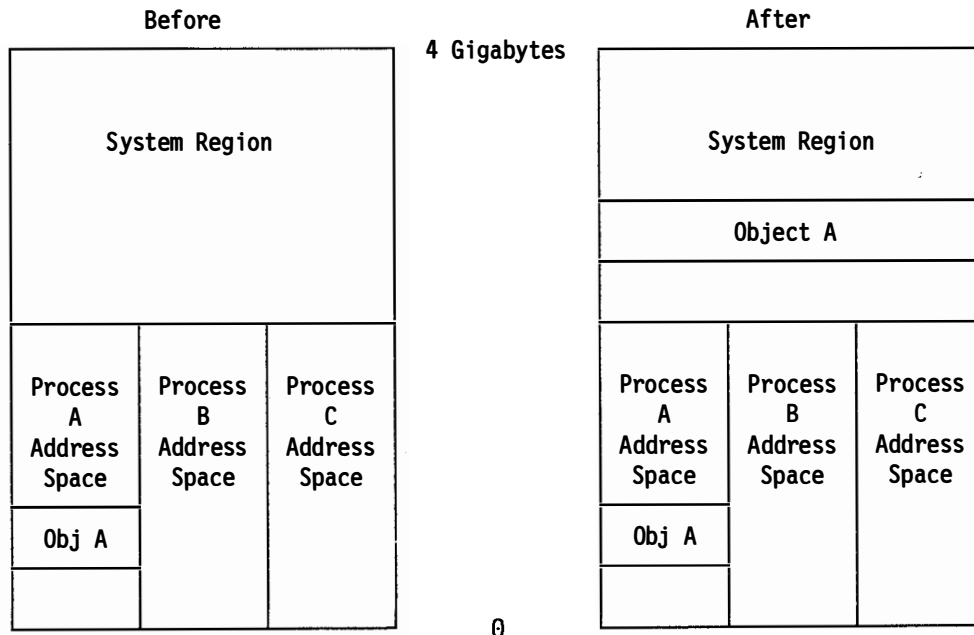 Before
After
4 Gigabytes
System Region
System Region
Object A
Process
A
Address
Space
Process
B
Address
Space
Process
C
Address
Space
Process
A
Address
Space
Process
B
Address
Space
Process
C
Address
Space
Obj A
Obj A
0